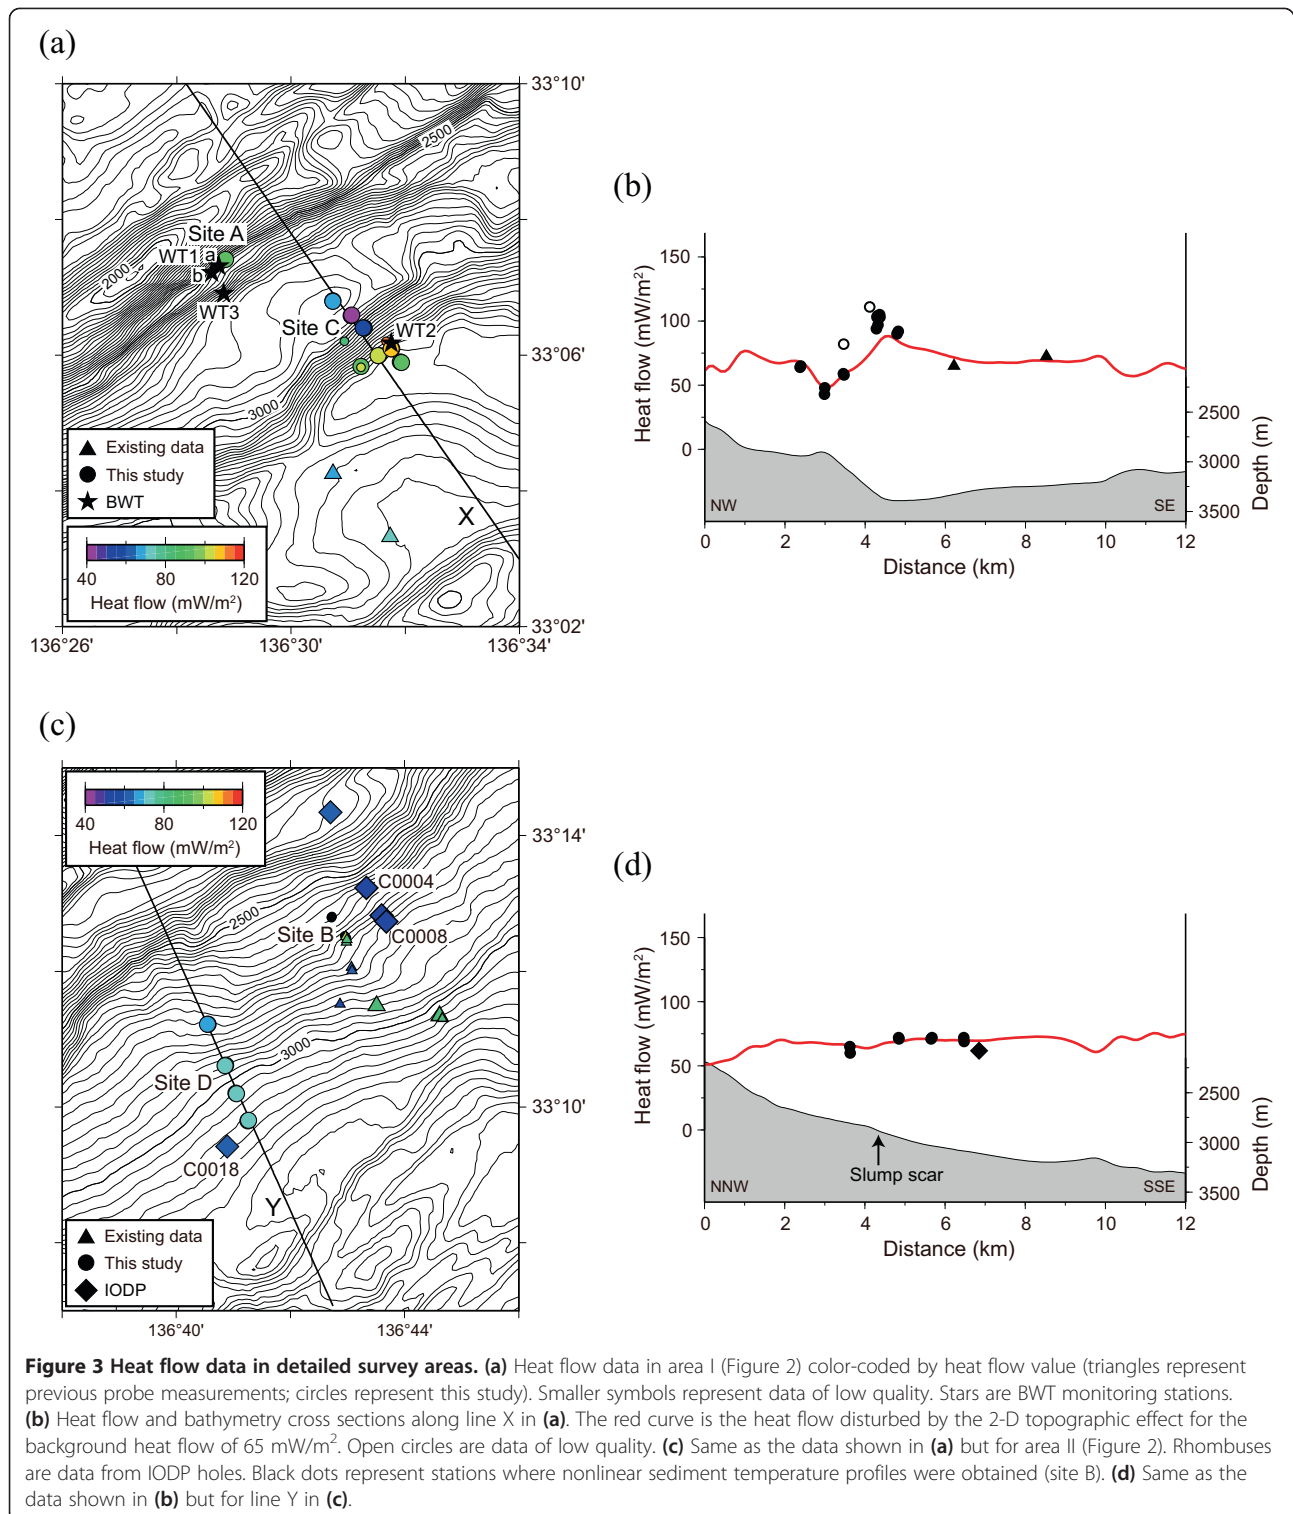 (a)
33°10'
2500
Site A
WT1 a
b
2000
WT3
Site C
WT2
33°06'
3000
Existing data
This study
BWT
X
40 80 120
Heat flow (mW/m²)
33°02'
136°26' 136°30' 136°34'
(b)
150
100
50
0
Heat flow (mW/m²)
2500
3000
3500
Depth (m)
NW SE
0 2 4 6 8 10 12
Distance (km)
(c)
40 80 120
Heat flow (mW/m²)
33°14'
C0004
2500
Site B
C0008
3000
Site D
33°10'
C0018
Y
Existing data
This study
IODP
136°40' 136°44'
(d)
150
100
50
0
Heat flow (mW/m²)
2500
3000
3500
Depth (m)
Slump scar
NNW SSE
0 2 4 6 8 10 12
Distance (km)
Figure 3 Heat flow data in detailed survey areas. (a) Heat flow data in area I (Figure 2) color-coded by heat flow value (triangles represent
previous probe measurements; circles represent this study). Smaller symbols represent data of low quality. Stars are BWT monitoring stations.
(b) Heat flow and bathymetry cross sections along line X in (a). The red curve is the heat flow disturbed by the 2-D topographic effect for the
background heat flow of 65 mW/m². Open circles are data of low quality. (c) Same as the data shown in (a) but for area II (Figure 2). Rhombuses
are data from IODP holes. Black dots represent stations where nonlinear sediment temperature profiles were obtained (site B). (d) Same as the
data shown in (b) but for line Y in (c).